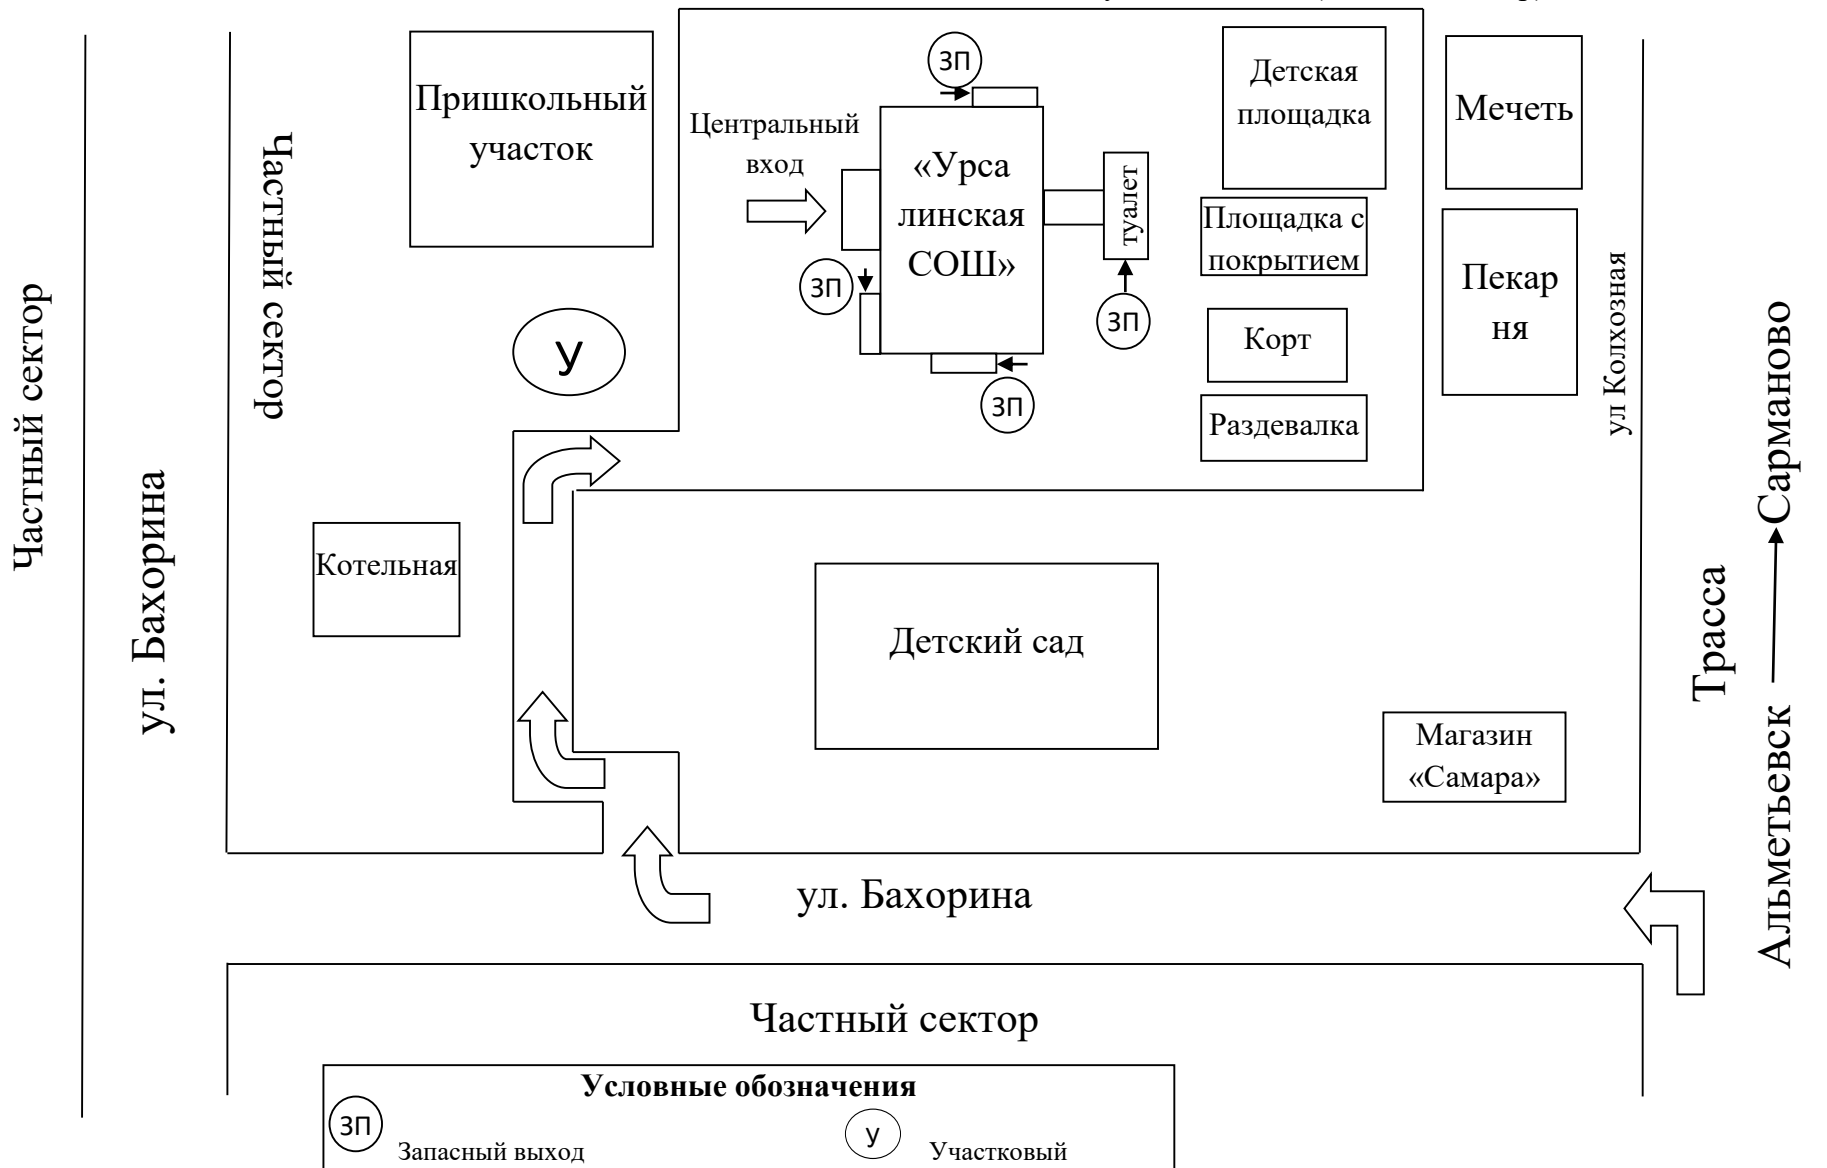 ЗП
Детская
площадка
Мечеть
Пришкольный
участок
Центральный
вход
«Урса
линская
СОШ»
туалет
Площадка с
покрытием
Пекар
ня
ЗП
ЗП
Корт
У
ЗП
Раздевалка
Частный сектор
Частный сектор
ул. Бахорина
ул Колхозная
Трасса
Альметьевск
Сарманово
Котельная
Детский сад
Магазин
«Самара»
ул. Бахорина
Частный сектор
Условные обозначения
ЗП
Запасный выход
У
Участковый